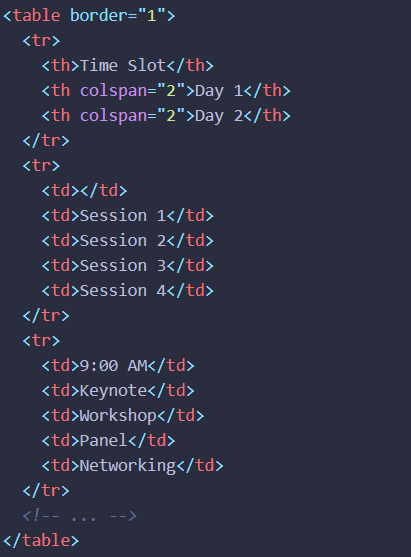 <table border="1">
  <tr>
    <th>Time Slot</th>
    <th colspan="2">Day 1</th>
    <th colspan="2">Day 2</th>
  </tr>
  <tr>
    <td></td>
    <td>Session 1</td>
    <td>Session 2</td>
    <td>Session 3</td>
    <td>Session 4</td>
  </tr>
  <tr>
    <td>9:00 AM</td>
    <td>Keynote</td>
    <td>Workshop</td>
    <td>Panel</td>
    <td>Networking</td>
  </tr>
  <!-- ... -->
</table>